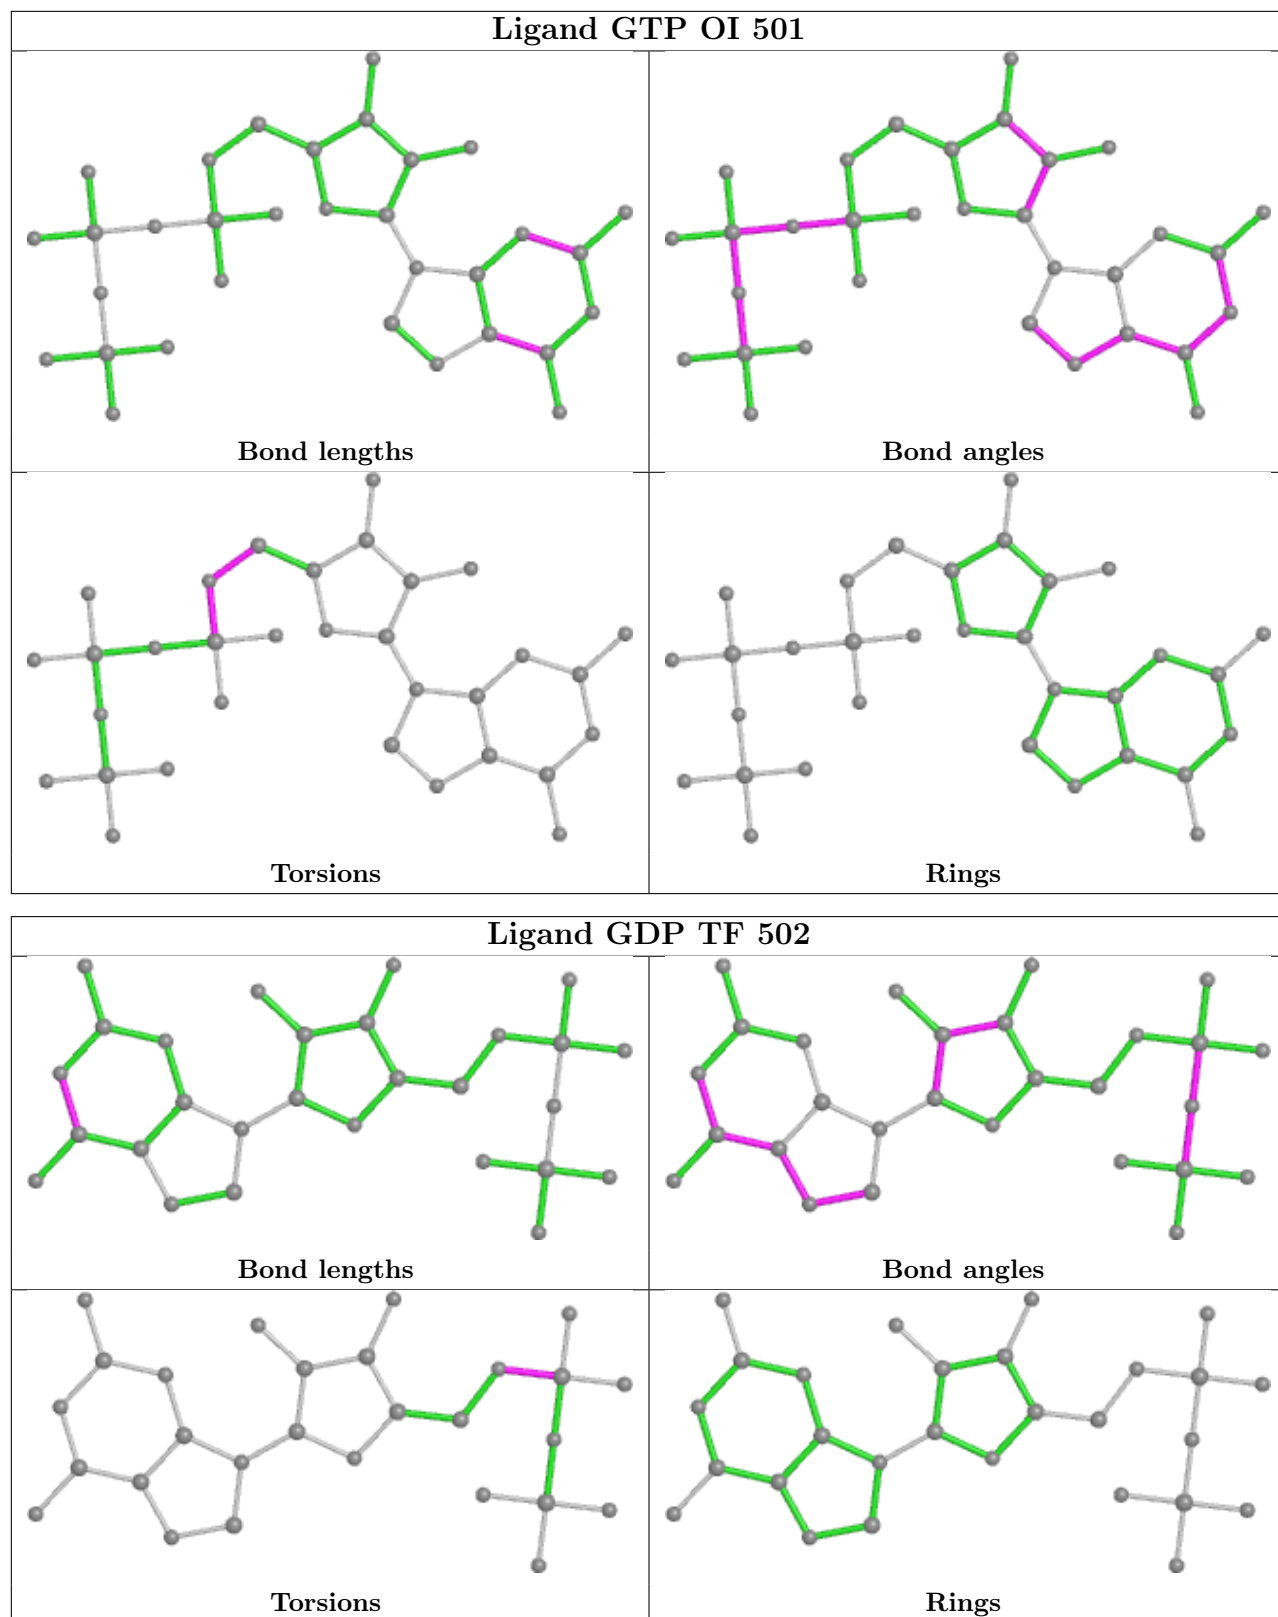 Ligand GTP OI 501
Bond lengths
Bond angles
Torsions
Rings
Ligand GDP TF 502
Bond lengths
Bond angles
Torsions
Rings